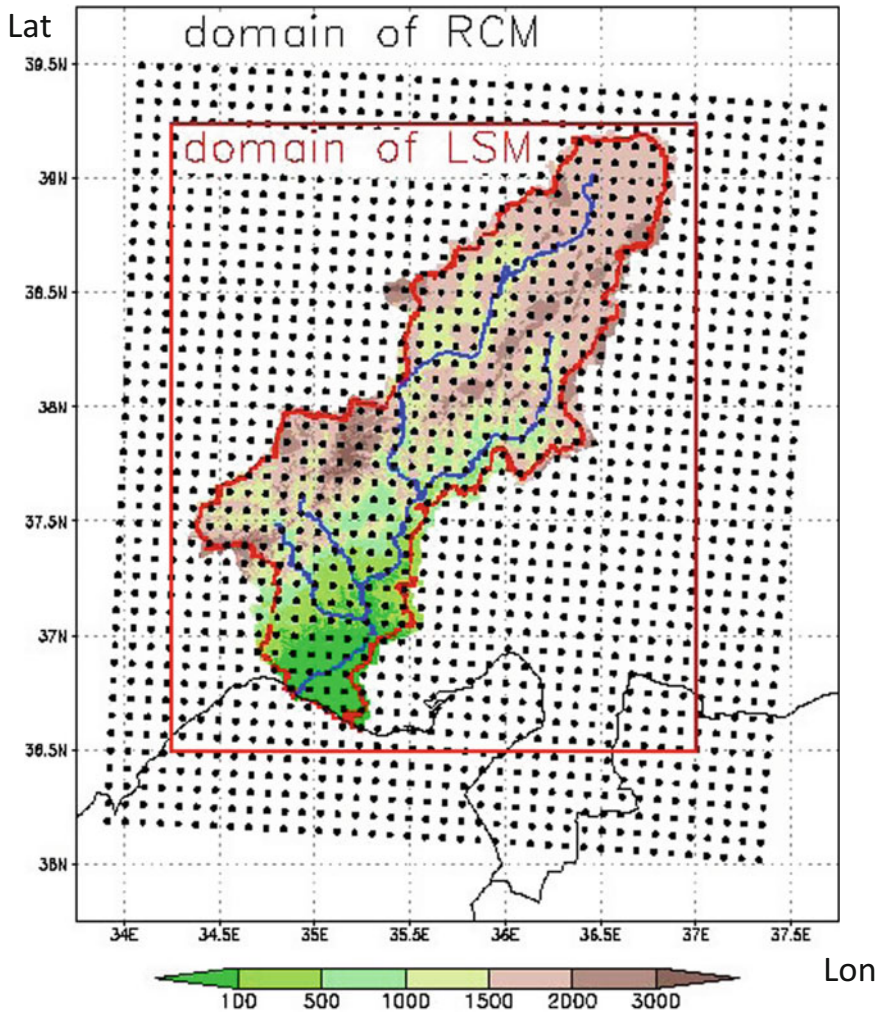 Lat
domain of RCM
39.5N
domain of LSM
39N
38.5N
38N
37.5N
37N
36.5N
36N
34E 34.5E 35E 35.5E 36E 36.5E 37E 37.5E
Lon
100 500 1000 1500 2000 3000